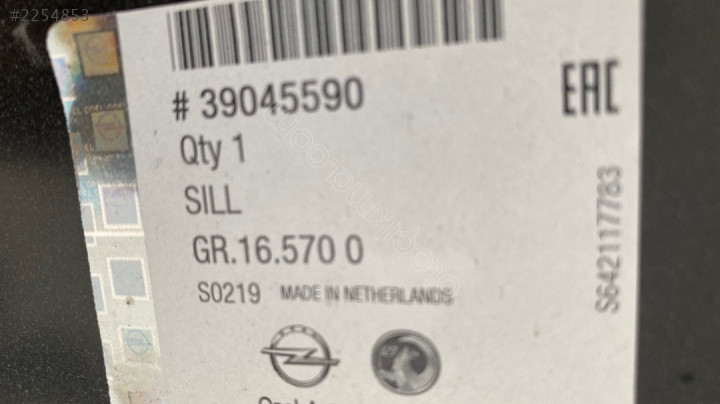 #2254853
# 39045590
EAC
Qty 1
SILL
GR.16.570 0
S0219 MADE IN NETHERLANDS
S642117783